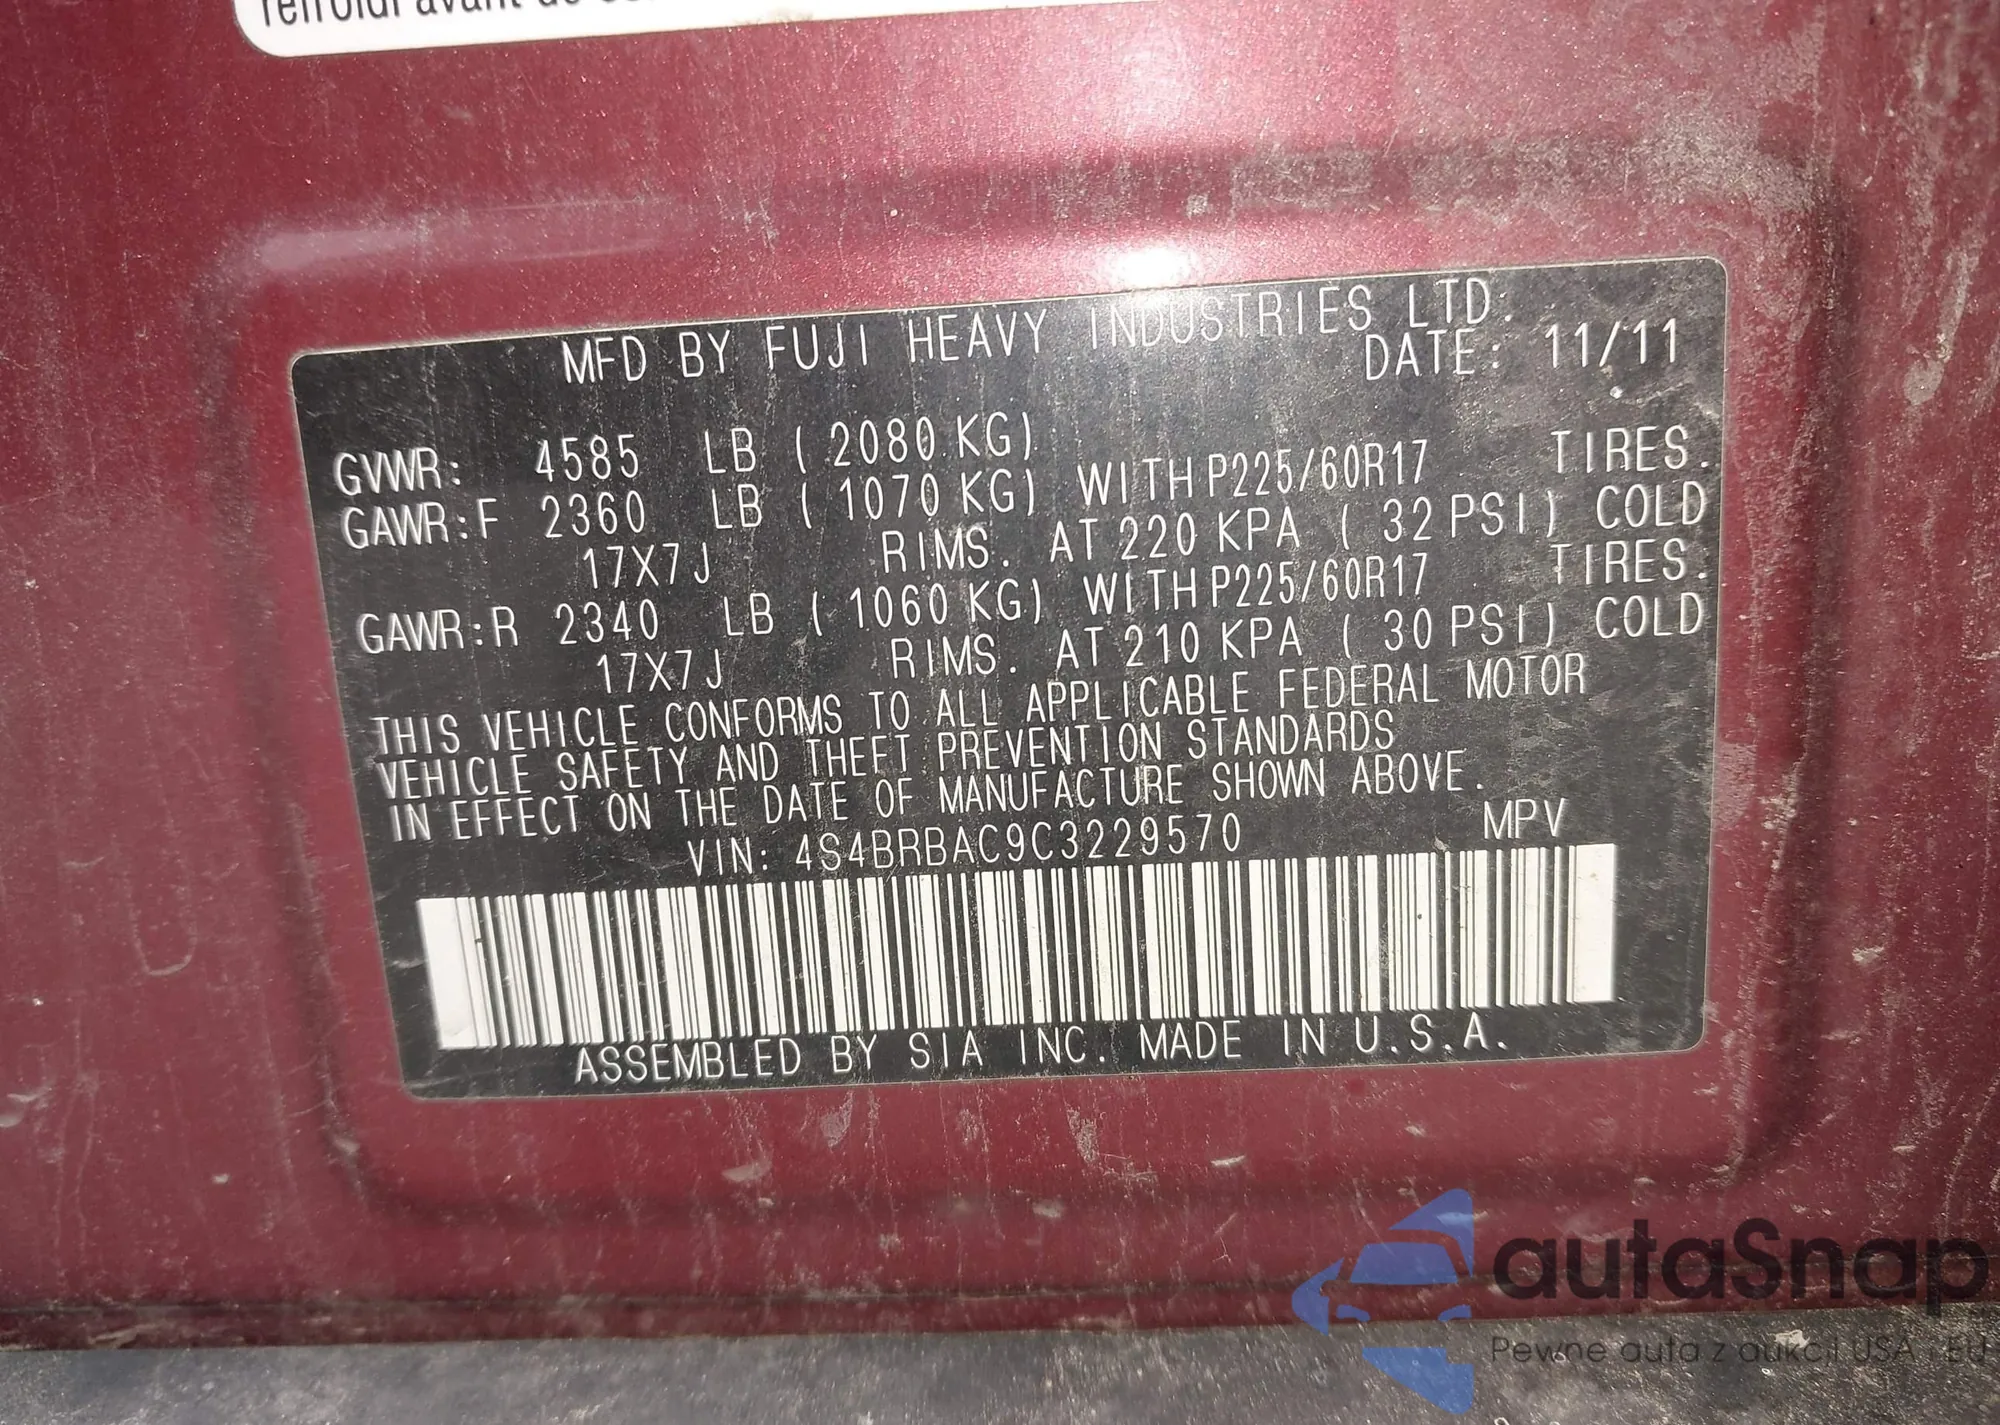 refroidi avant de
MFD BY FUJI HEAVY INDUSTRIES LTD.
DATE: 11/11
GVWR: 4585 LB ( 2080 KG)
GAWR:F 2360 LB ( 1070 KG) WITH P225/60R17 TIRES.
17X7J RIMS. AT 220 KPA ( 32 PSI) COLD
GAWR:R 2340 LB ( 1060 KG) WITH P225/60R17 TIRES.
17X7J RIMS. AT 210 KPA ( 30 PSI) COLD
THIS VEHICLE CONFORMS TO ALL APPLICABLE FEDERAL MOTOR
VEHICLE SAFETY AND THEFT PREVENTION STANDARDS
IN EFFECT ON THE DATE OF MANUFACTURE SHOWN ABOVE.
VIN: 4S4BRBAC9C3229570 MPV
ASSEMBLED BY SIA INC. MADE IN U.S.A.
autaSnap
Pewne auta z aukcji USA i EU